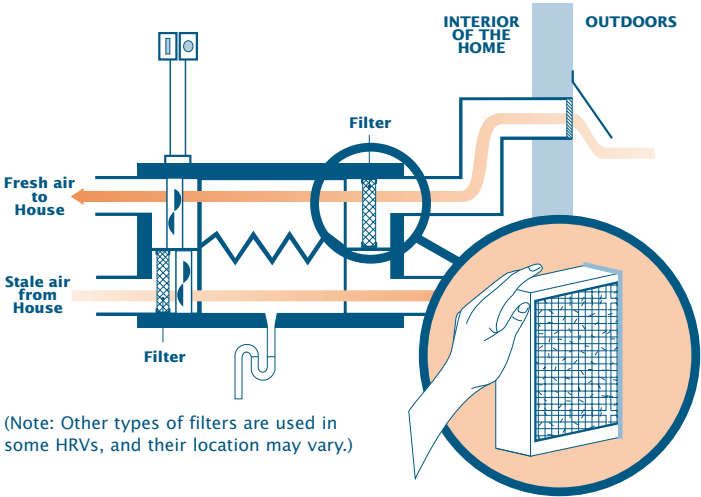 INTERIOR
OF THE
HOME
OUTDOORS
Filter
Fresh air
to
House
Stale air
from
House
Filter
(Note: Other types of filters are used in
some HRVs, and their location may vary.)